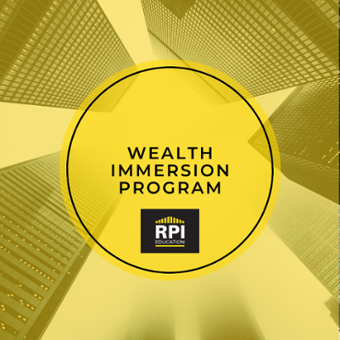 WEALTH
IMMERSION
PROGRAM
RPI
EDUCATION